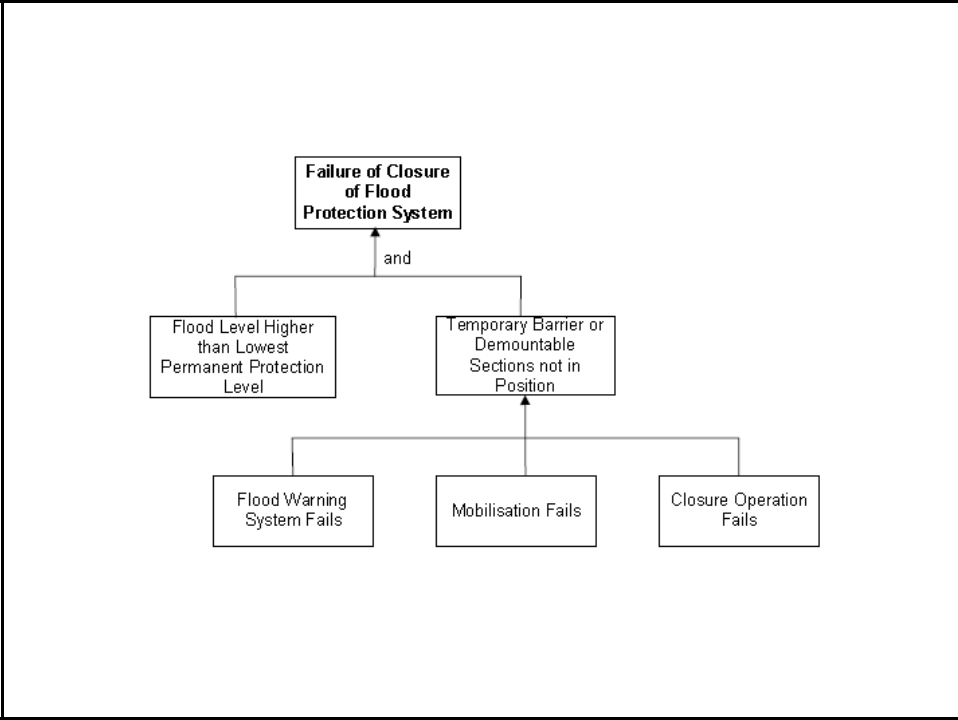 Failure of Closure
of Flood
Protection System
and
Flood Level Higher
than Lowest
Permanent Protection
Level
Temporary Barrier or
Demountable
Sections not in
Position
Flood Warning
System Fails
Mobilisation Fails
Closure Operation
Fails